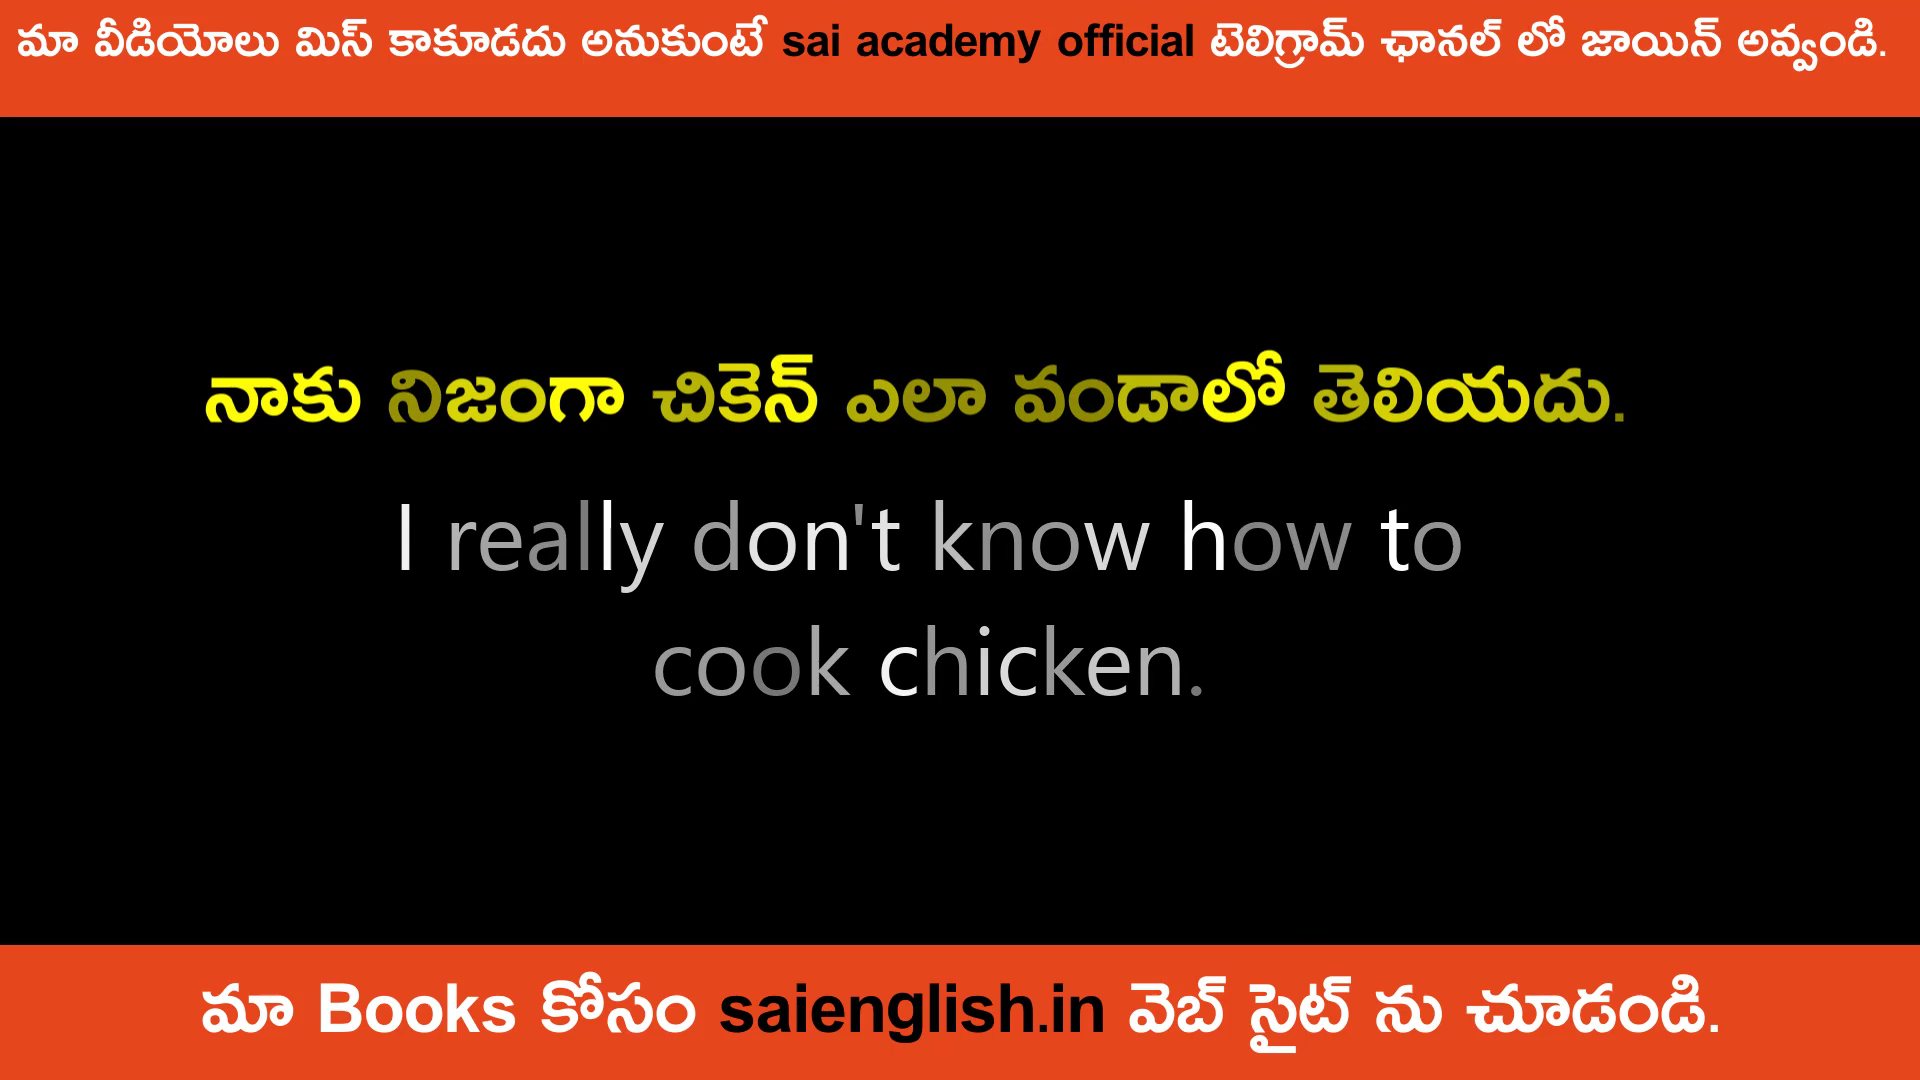 మా వీడియోలు మిస్ కాకూడదు అనుకుంటే sai academy official టెలిగ్రామ్ ఛానల్ లో జాయిన్ అవ్వండి.
నాకు నిజంగా చికెన్ ఎలా వండాలో తెలియదు.
I really don't know how to
cook chicken.
మా Books కోసం saienglish.in వెబ్ సైట్ ను చూడండి.